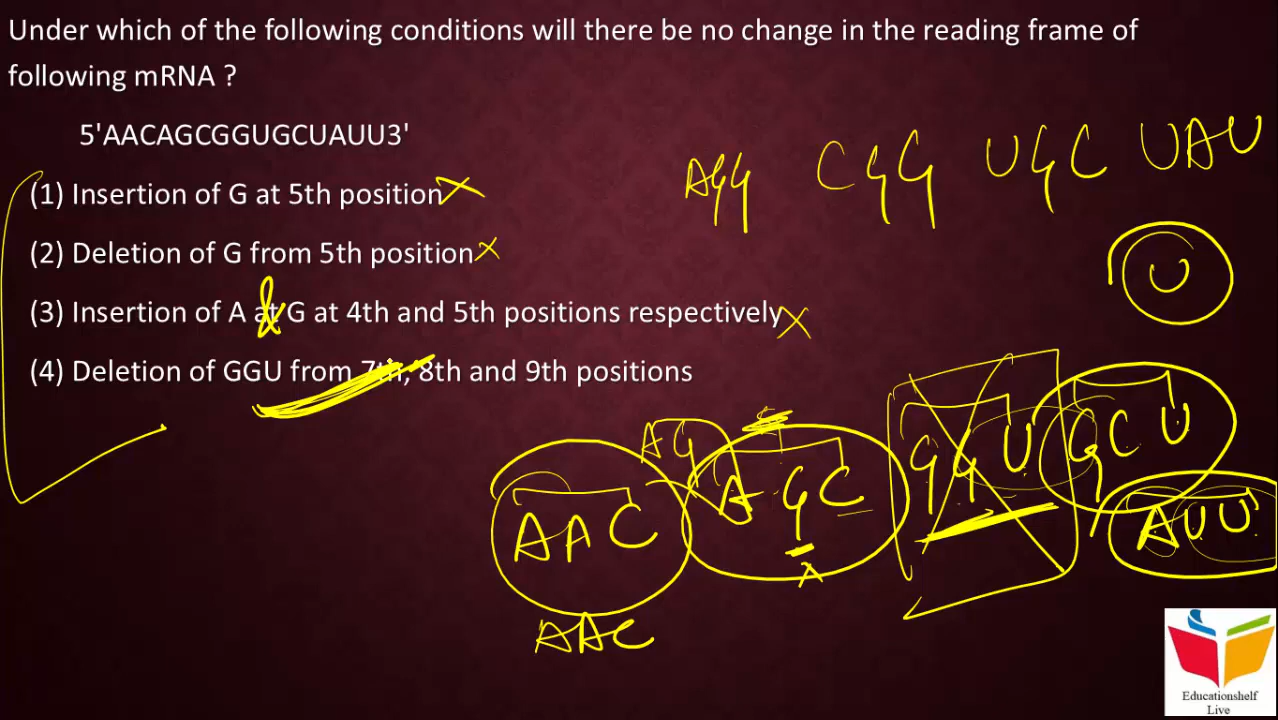 Under which of the following conditions will there be no change in the reading frame of
following mRNA ?
5'AACAGCGGUGCUAUU3'
(1) Insertion of G at 5th position
(2) Deletion of G from 5th position
(3) Insertion of A at G at 4th and 5th positions respectively
&
(4) Deletion of GGU from 7th, 8th and 9th positions
AGG CGG UGC UAU
U
AG
AAC AGC GGU GCU
AUU
A
AAC
Educationshelf
Live